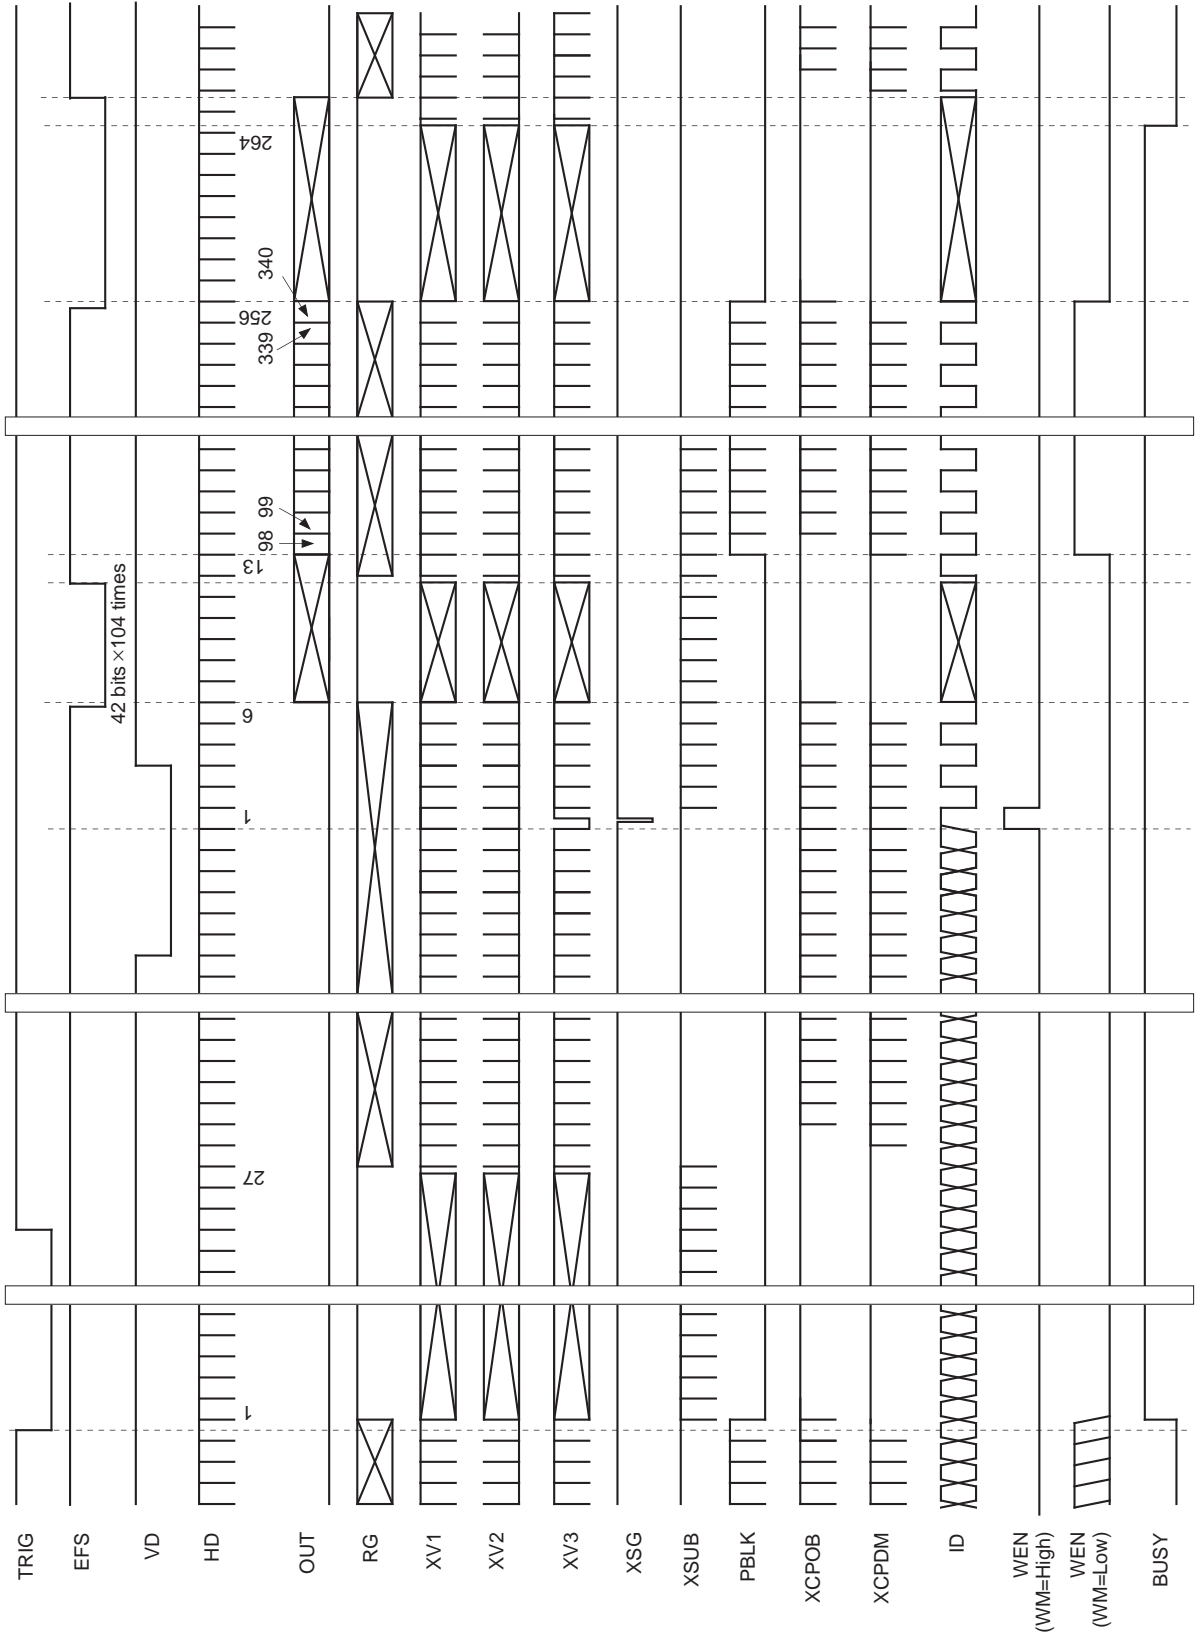 TRIG
EFS
42 bits ×104 times
VD
HD
1 27 1 6 13 256 264
98 99 339 340
OUT
RG
XV1
XV2
XV3
XSG
XSUB
PBLK
XCPOB
XCPDM
ID
WEN
(WM=High)
WEN
(WM=Low)
BUSY